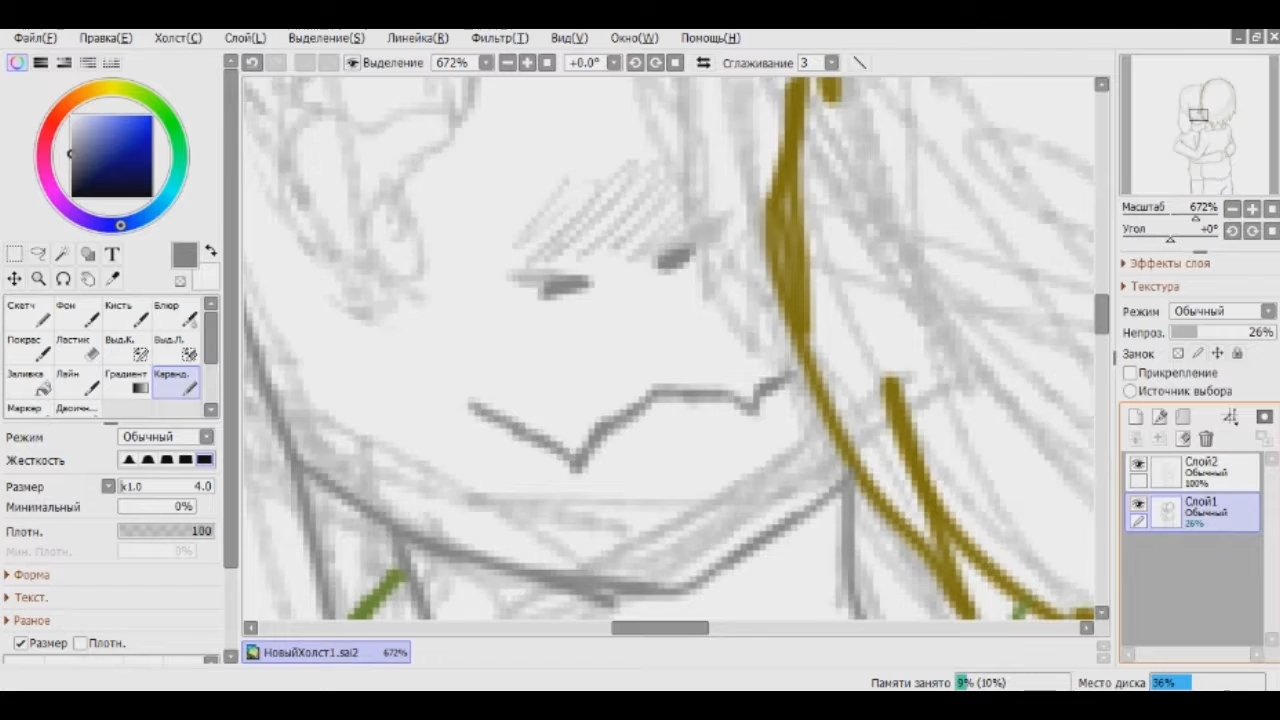 Файл(F) Правка(E) Холст(C) Слой(L) Выделение(S) Линейка(R) Фильтр(T) Вид(V) Окно(W) Помощь(H)
Выделение 672% +0.0° Сглаживание 3
Масштаб 672%
Угол +0°
Эффекты слоя
Текстура
Режим Обычный
Непроз. 26%
Замок
Прикрепление
Источник выбора
Слой2
Обычный
100%
Слой1
Обычный
26%
T
Скетч Фон Кисть Блюр
Покрас Ластик Выд.К. Выд.Л.
Заливка Лайн Градиент Каранд.
Маркер Двоичн...
Режим Обычный
Жесткость
Размер x1.0 4.0
Минимальный 0%
Плотн. 100
Мин. Плотн. 0%
Форма
Текст.
Разное
Размер Плотн.
НовыйХолст1.sai2 672%
Памяти занято 9% (10%) Место диска 36%